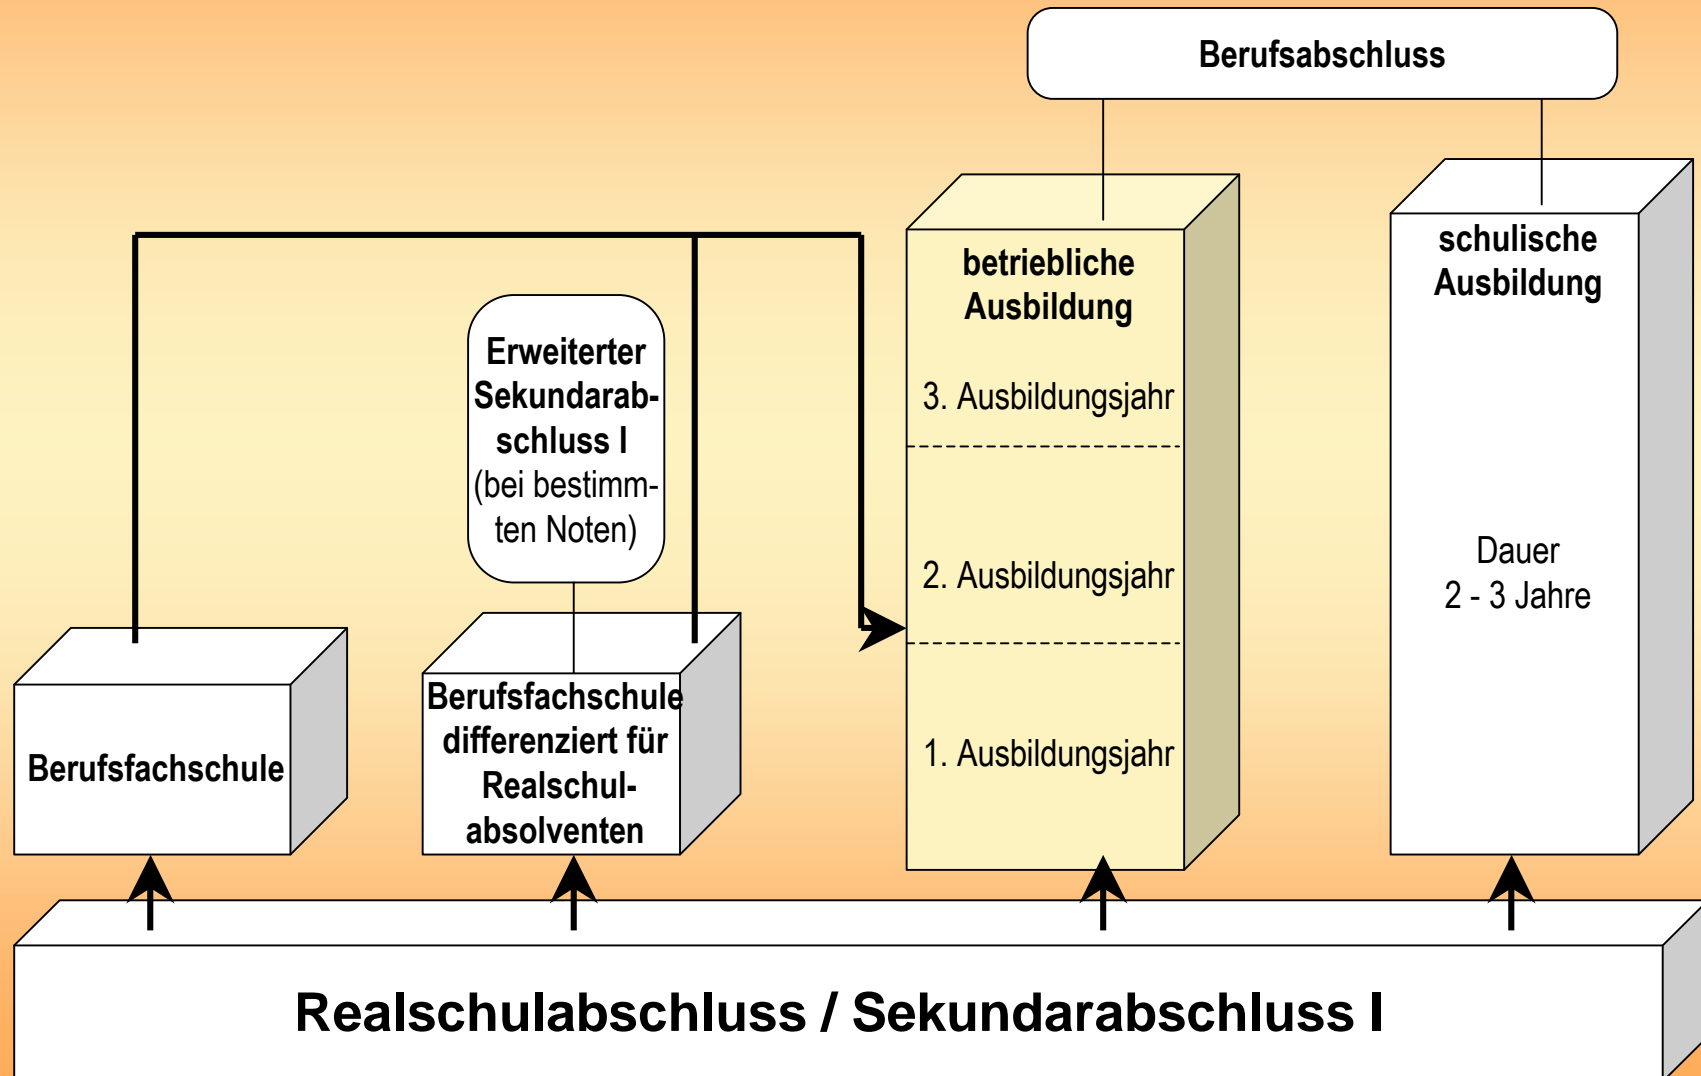 Berufsabschluss
Erweiterter
Sekundarab-
schluss I
(bei bestimm-
ten Noten)
betriebliche
Ausbildung
3. Ausbildungsjahr
2. Ausbildungsjahr
1. Ausbildungsjahr
schulische
Ausbildung
Dauer
2 - 3 Jahre
Berufsfachschule
Berufsfachschule
differenziert für
Realschul-
absolventen
Realschulabschluss / Sekundarabschluss I